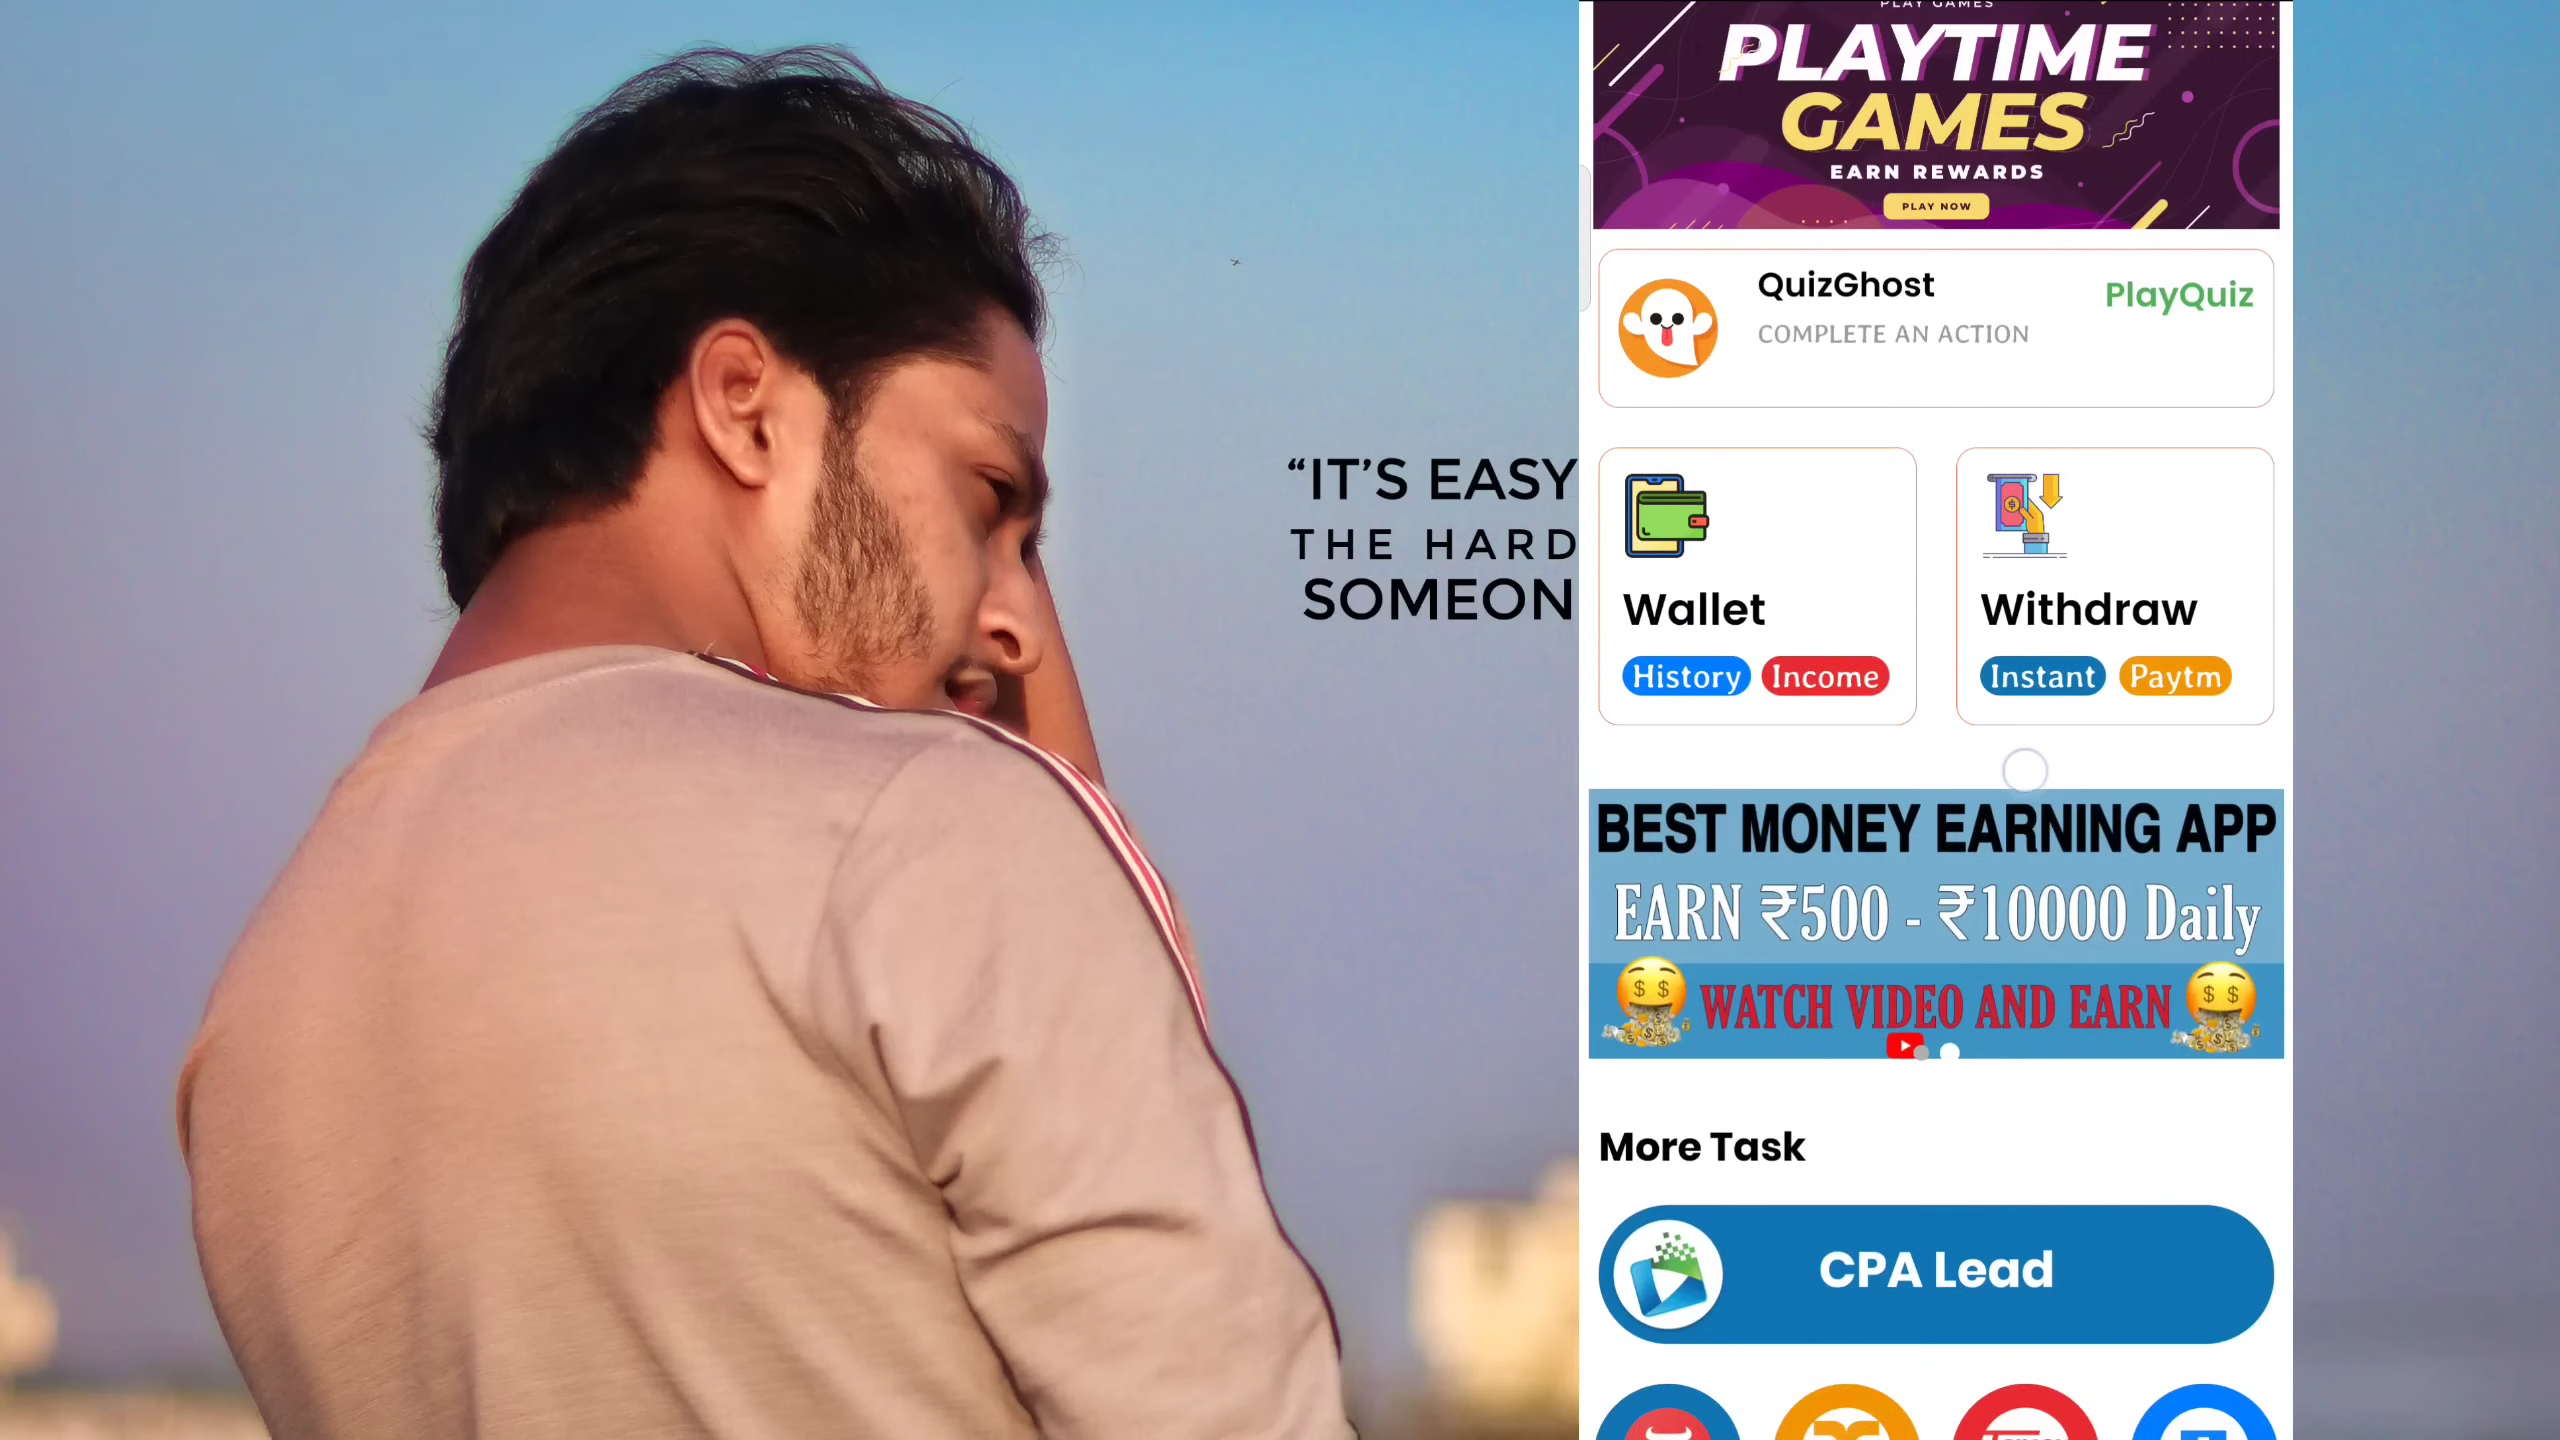 “IT’S EASY
THE HARD
SOMEON
PLAY GAMES
PLAYTIME
GAMES
EARN REWARDS
PLAY NOW
QuizGhost
PlayQuiz
COMPLETE AN ACTION
Wallet
History Income
Withdraw
Instant Paytm
BEST MONEY EARNING APP
EARN ₹500 - ₹10000 Daily
WATCH VIDEO AND EARN
More Task
CPA Lead